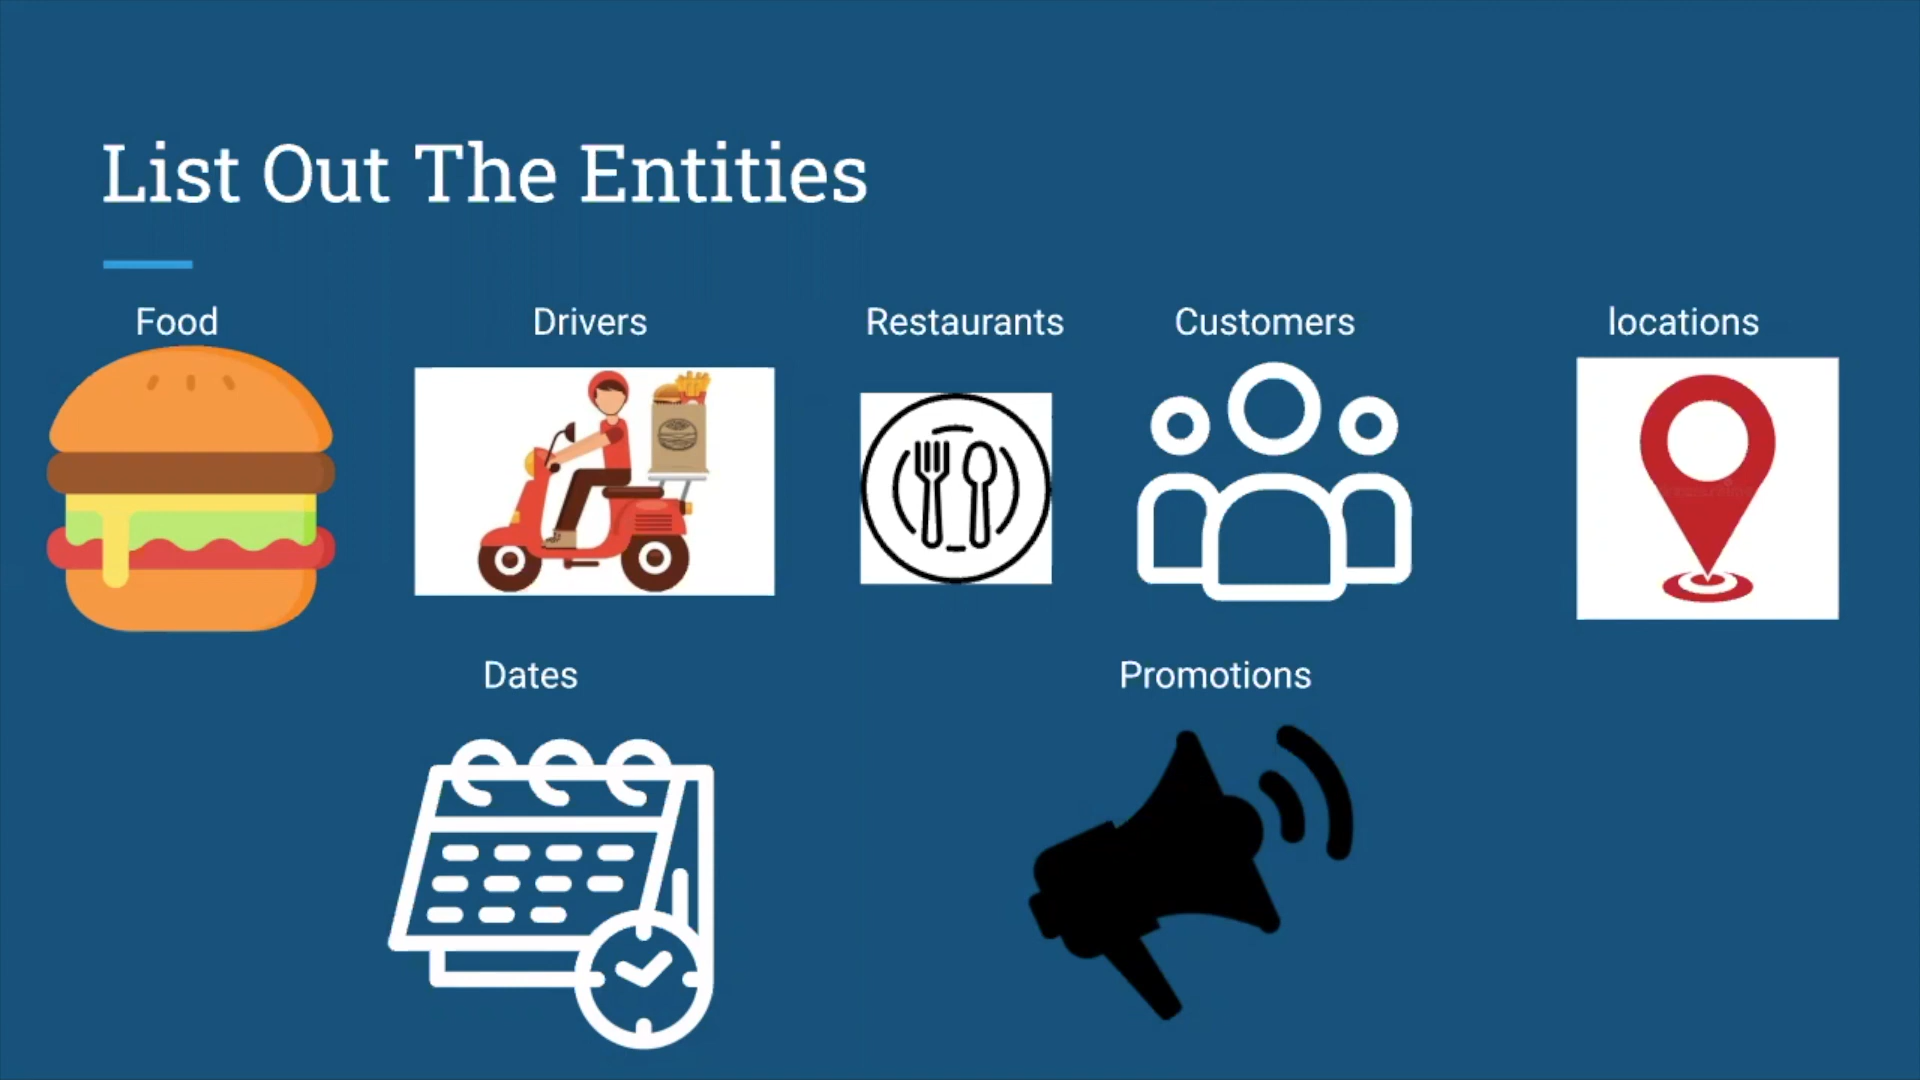 List Out The Entities
Food
Drivers
Restaurants
Customers
locations
Dates
Promotions